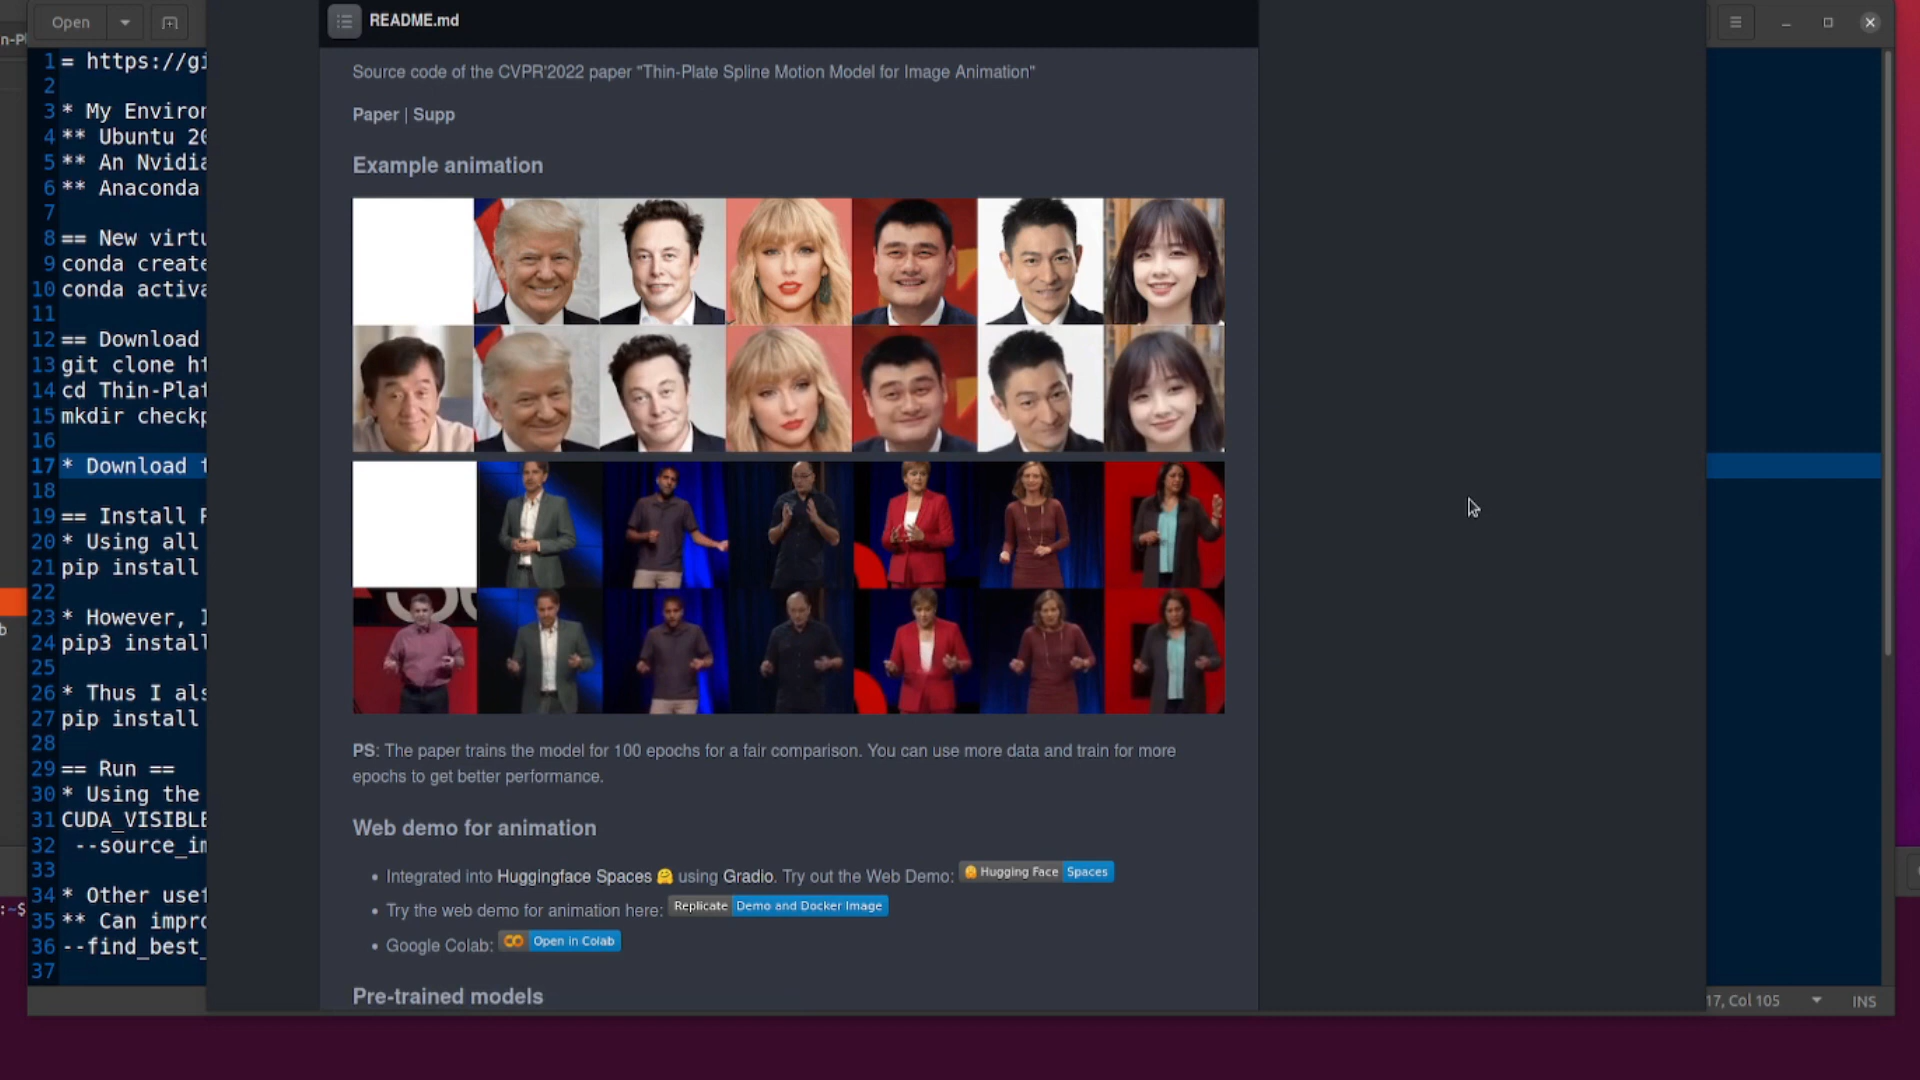 Open
README.md
n-Pl
1 = https://gi
2
3 * My Environ
4 ** Ubuntu 20
5 ** An Nvidia
6 ** Anaconda
7
8 == New virtu
9 conda create
10 conda activa
11
12 == Download
13 git clone ht
14 cd Thin-Plat
15 mkdir checkp
16
17 * Download t
18
19 == Install P
20 * Using all
21 pip install
22
23 * However, I
24 pip3 install
25
26 * Thus I als
27 pip install
28
29 == Run ==
30 * Using the
31 CUDA_VISIBLE
32 --source_im
33
34 * Other usef
35 ** Can impro
36 --find_best_
37
b
:~$
Source code of the CVPR'2022 paper "Thin-Plate Spline Motion Model for Image Animation"
Paper | Supp
Example animation
PS: The paper trains the model for 100 epochs for a fair comparison. You can use more data and train for more
epochs to get better performance.
Web demo for animation
• Integrated into Huggingface Spaces 🤗 using Gradio. Try out the Web Demo: 🤗 Hugging Face Spaces
• Try the web demo for animation here: Replicate Demo and Docker Image
• Google Colab: Open in Colab
Pre-trained models
17, Col 105
INS